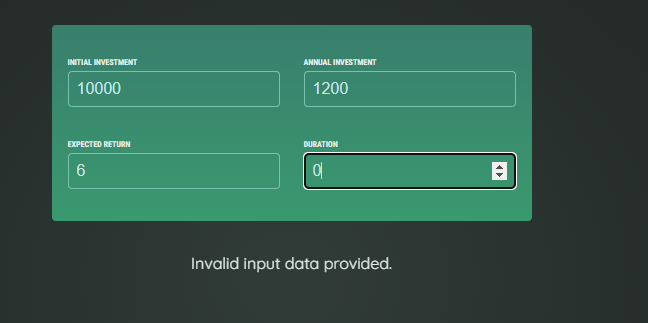 INITIAL INVESTMENT
ANNUAL INVESTMENT
10000
1200
EXPECTED RETURN
DURATION
6
0
Invalid input data provided.